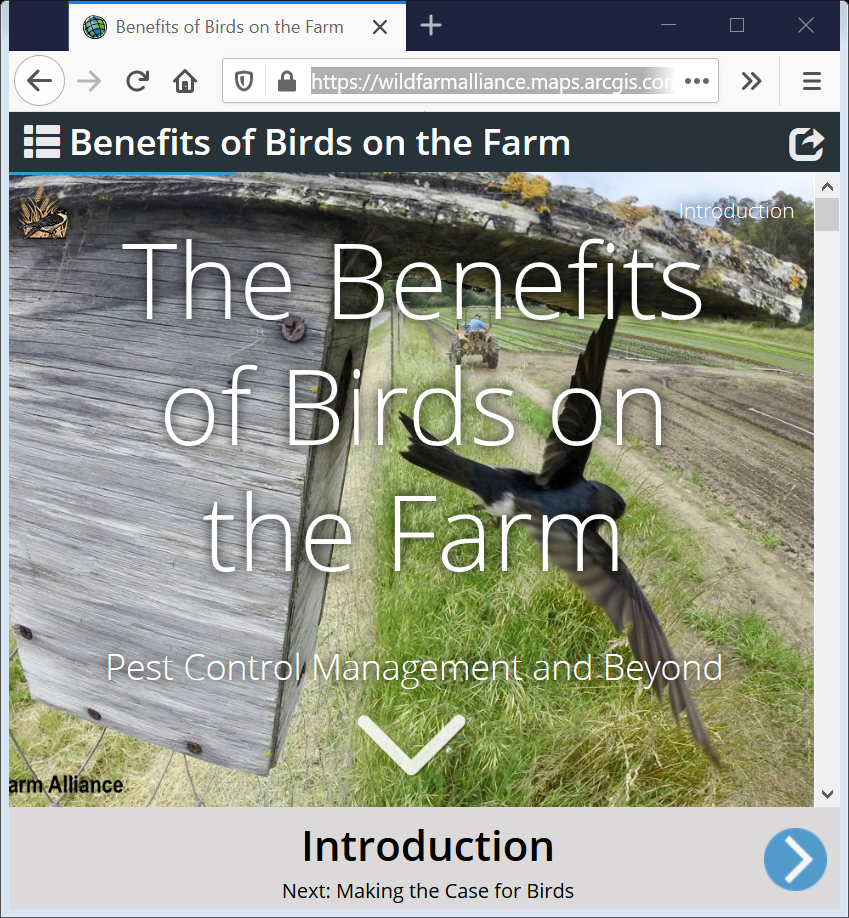 Benefits of Birds on the Farm
https://wildfarmalliance.maps.arcgis.com
Benefits of Birds on the Farm
Introduction
The Benefits
of Birds on
the Farm
Pest Control Management and Beyond
arm Alliance
Introduction
Next: Making the Case for Birds